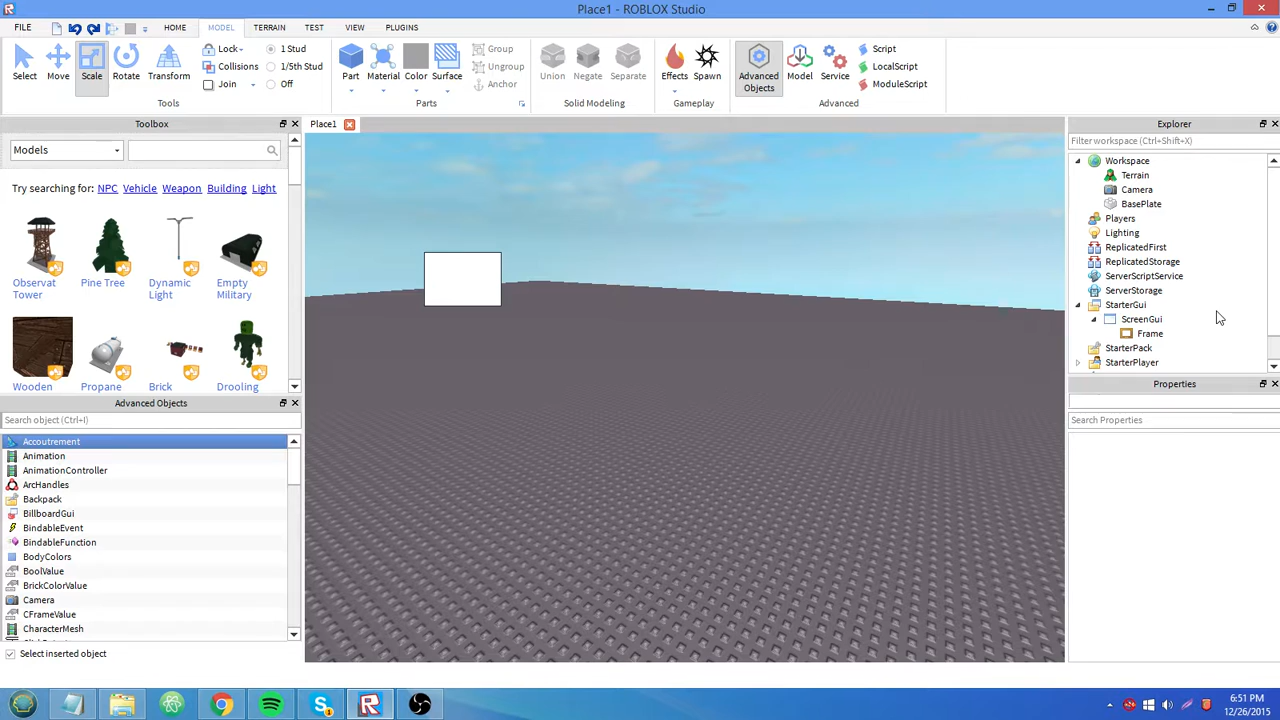 Place1 - ROBLOX Studio
FILE HOME MODEL TERRAIN TEST VIEW PLUGINS
Select Move Scale Rotate Transform
Lock
Collisions
Join
1 Stud
1/5th Stud
Off
Tools
Part Material Color Surface
Group
Ungroup
Anchor
Parts
Union Negate Separate
Solid Modeling
Effects Spawn
Gameplay
Advanced Objects
Model Service
Script
LocalScript
ModuleScript
Advanced
Toolbox
Models
Try searching for: NPC Vehicle Weapon Building Light
Observat Tower
Pine Tree
Dynamic Light
Empty Military
Wooden Propane Brick Drooling
Advanced Objects
Search object (Ctrl+I)
Accoutrement
Animation
AnimationController
ArcHandles
Backpack
BillboardGui
BindableEvent
BindableFunction
BodyColors
BoolValue
BrickColorValue
Camera
CFrameValue
CharacterMesh
Select inserted object
Place1
Explorer
Filter workspace (Ctrl+Shift+X)
Workspace
Terrain
Camera
BasePlate
Players
Lighting
ReplicatedFirst
ReplicatedStorage
ServerScriptService
ServerStorage
StarterGui
ScreenGui
Frame
StarterPack
StarterPlayer
Properties
Search Properties
6:51 PM
12/26/2015